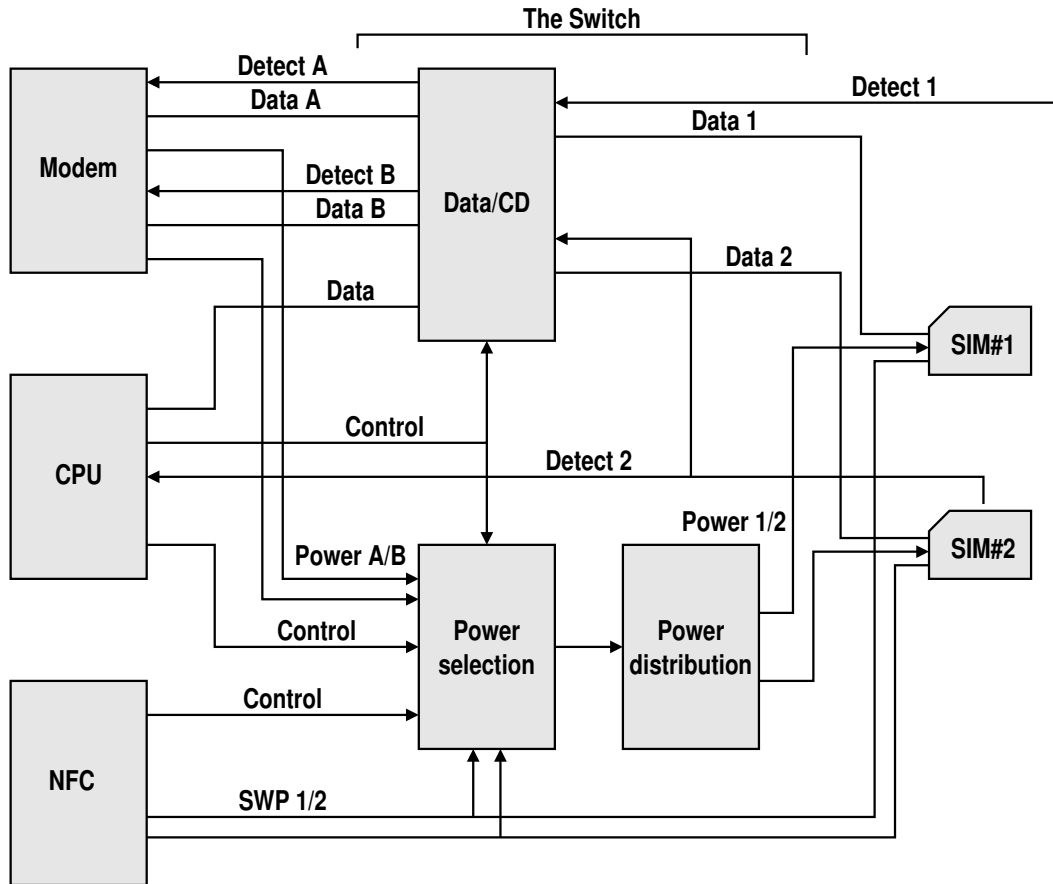 The Switch
Detect A
Detect 1
Data A
Data 1
Modem
Detect B
Data/CD
Data B
Data 2
Data
SIM#1
Control
CPU
Detect 2
Power 1/2
SIM#2
Power A/B
Control
Power
selection
Power
distribution
Control
NFC
SWP 1/2